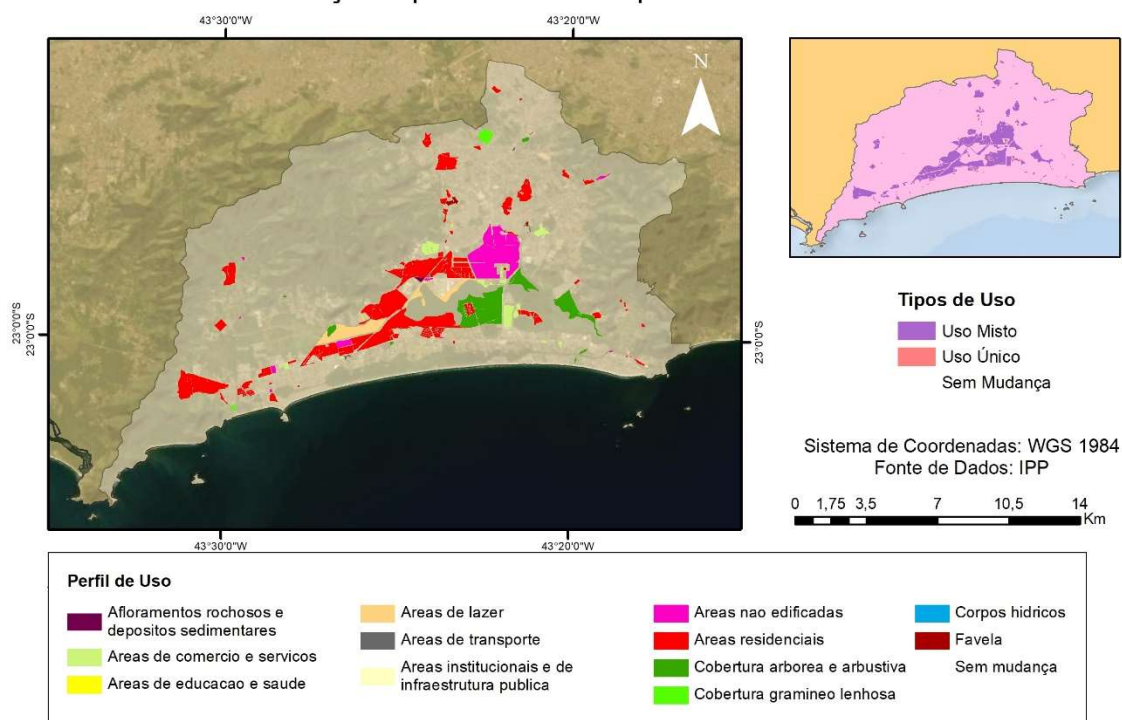 43°30'0"W
43°20'0"W
N
23°0'0"S
23°0'0"S
23°0'0"S
43°30'0"W
43°20'0"W
Tipos de Uso
Uso Misto
Uso Único
Sem Mudança
Sistema de Coordenadas: WGS 1984
Fonte de Dados: IPP
0 1,75 3,5 7 10,5 14
Km
Perfil de Uso
Afloramentos rochosos e
depositos sedimentares
Areas de comercio e servicos
Areas de educacao e saude
Areas de lazer
Areas de transporte
Areas institucionais e de
infraestrutura publica
Areas nao edificadas
Areas residenciais
Cobertura arborea e arbustiva
Cobertura gramineo lenhosa
Corpos hidricos
Favela
Sem mudança